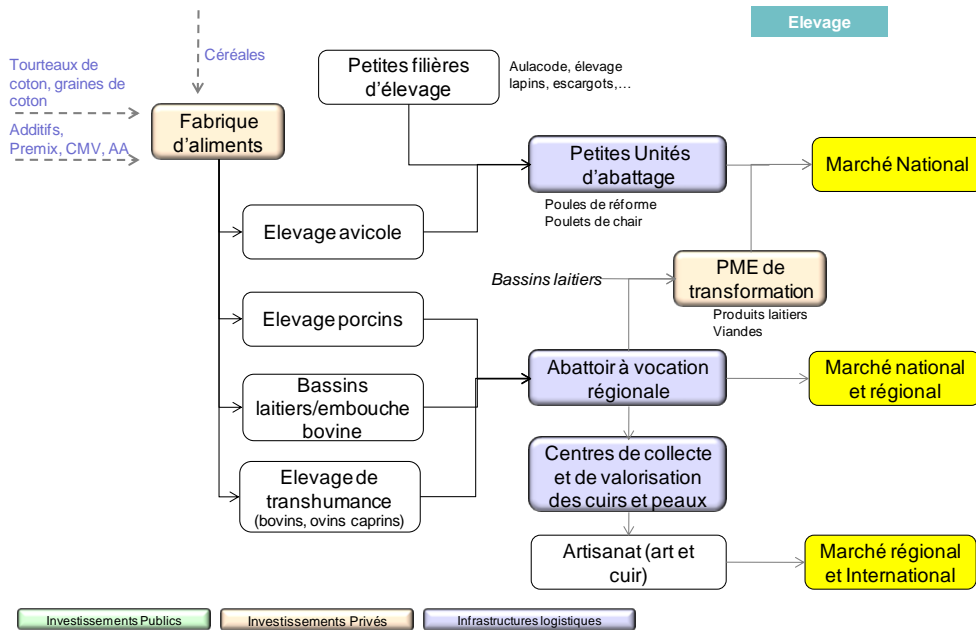 Elevage
Céréales
Tourteaux de
coton, graines de
coton
Additifs,
Premix, CMV, AA
Fabrique
d'aliments
Petites filières
d'élevage
Aulacode, élevage
lapins, escargots,…
Petites Unités
d'abattage
Poules de réforme
Poulets de chair
Marché National
Elevage avicole
Bassins laitiers
PME de
transformation
Produits laitiers
Viandes
Elevage porcins
Bassins
laitiers/embouche
bovine
Abattoir à vocation
régionale
Marché national
et régional
Elevage de
transhumance
(bovins, ovins caprins)
Centres de collecte
et de valorisation
des cuirs et peaux
Artisanat (art et
cuir)
Marché régional
et International
Investissements Publics
Investissements Privés
Infrastructures logistiques